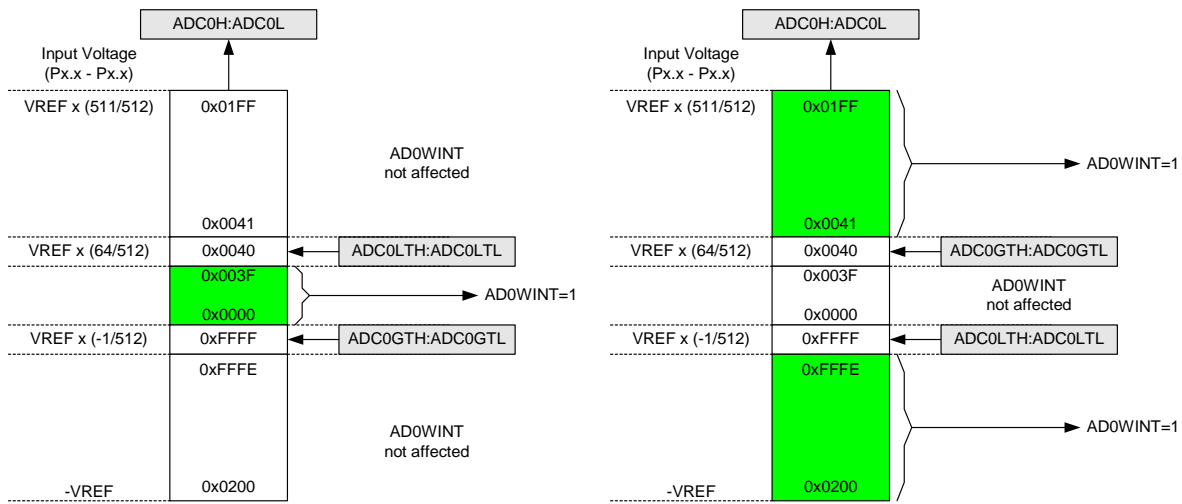 ADC0H:ADC0L
Input Voltage
(Px.x - Px.x)
VREF x (511/512)
0x01FF
AD0WINT
not affected
0x0041
VREF x (64/512)
0x0040
ADC0LTH:ADC0LTL
0x003F
AD0WINT=1
0x0000
VREF x (-1/512)
0xFFFF
ADC0GTH:ADC0GTL
0xFFFE
AD0WINT
not affected
-VREF
0x0200
ADC0H:ADC0L
Input Voltage
(Px.x - Px.x)
VREF x (511/512)
0x01FF
AD0WINT=1
0x0041
VREF x (64/512)
0x0040
ADC0GTH:ADC0GTL
0x003F
AD0WINT
not affected
0x0000
VREF x (-1/512)
0xFFFF
ADC0LTH:ADC0LTL
0xFFFE
AD0WINT=1
-VREF
0x0200